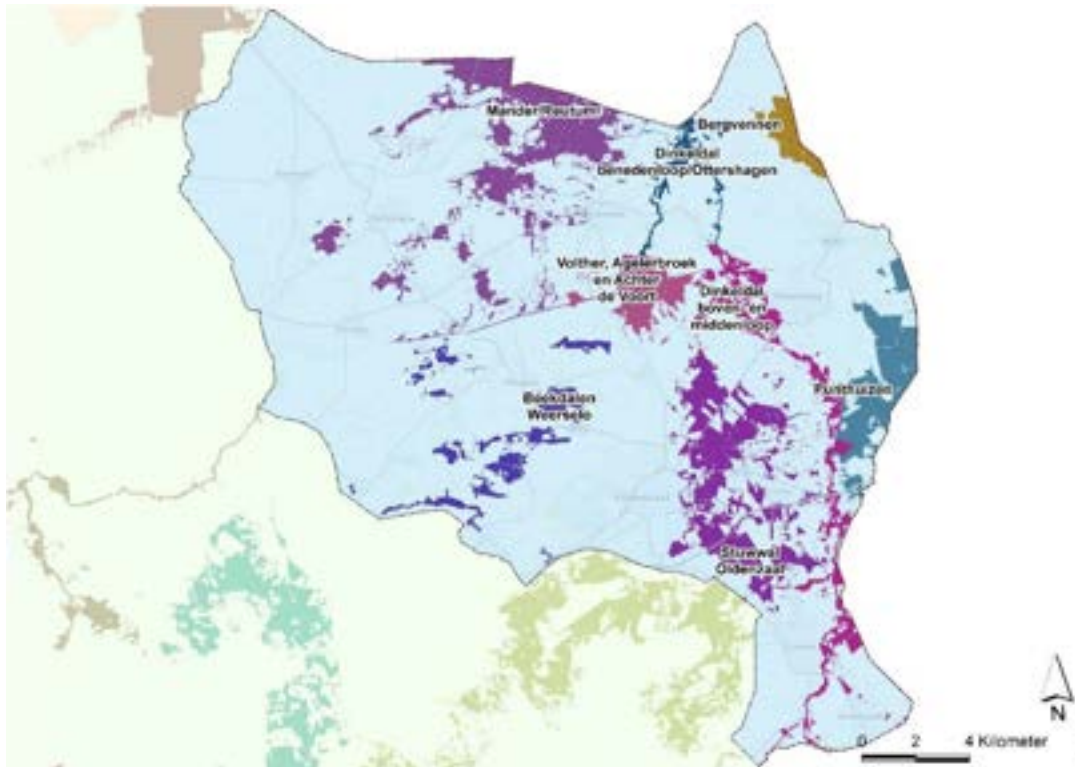 Mander/Reutum
Bergvennen
Dinkeldal
benedenloop/Ottershagen
Volther, Agelerbroek
en Achter
de Voort
Dinkeldal
boven- en
middenloop
Punthuizen
Beekdalen
Weerselo
Stuwwal
Oldenzaal
N
0 2 4 Kilometer